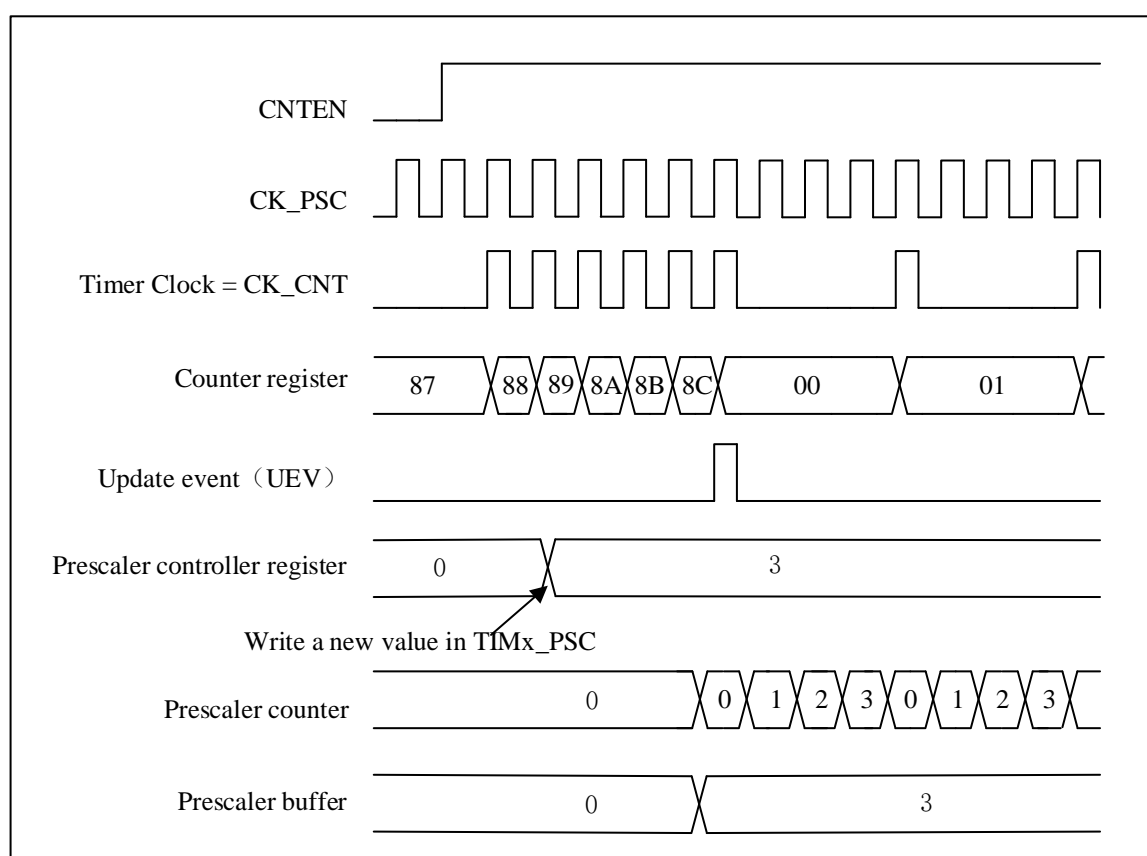 CNTEN
CK_PSC
Timer Clock = CK_CNT
Counter register
87 88 89 8A 8B 8C 00 01
Update event（UEV）
Prescaler controller register
0 3
Write a new value in TIMx_PSC
Prescaler counter
0 0 1 2 3 0 1 2 3
Prescaler buffer
0 3